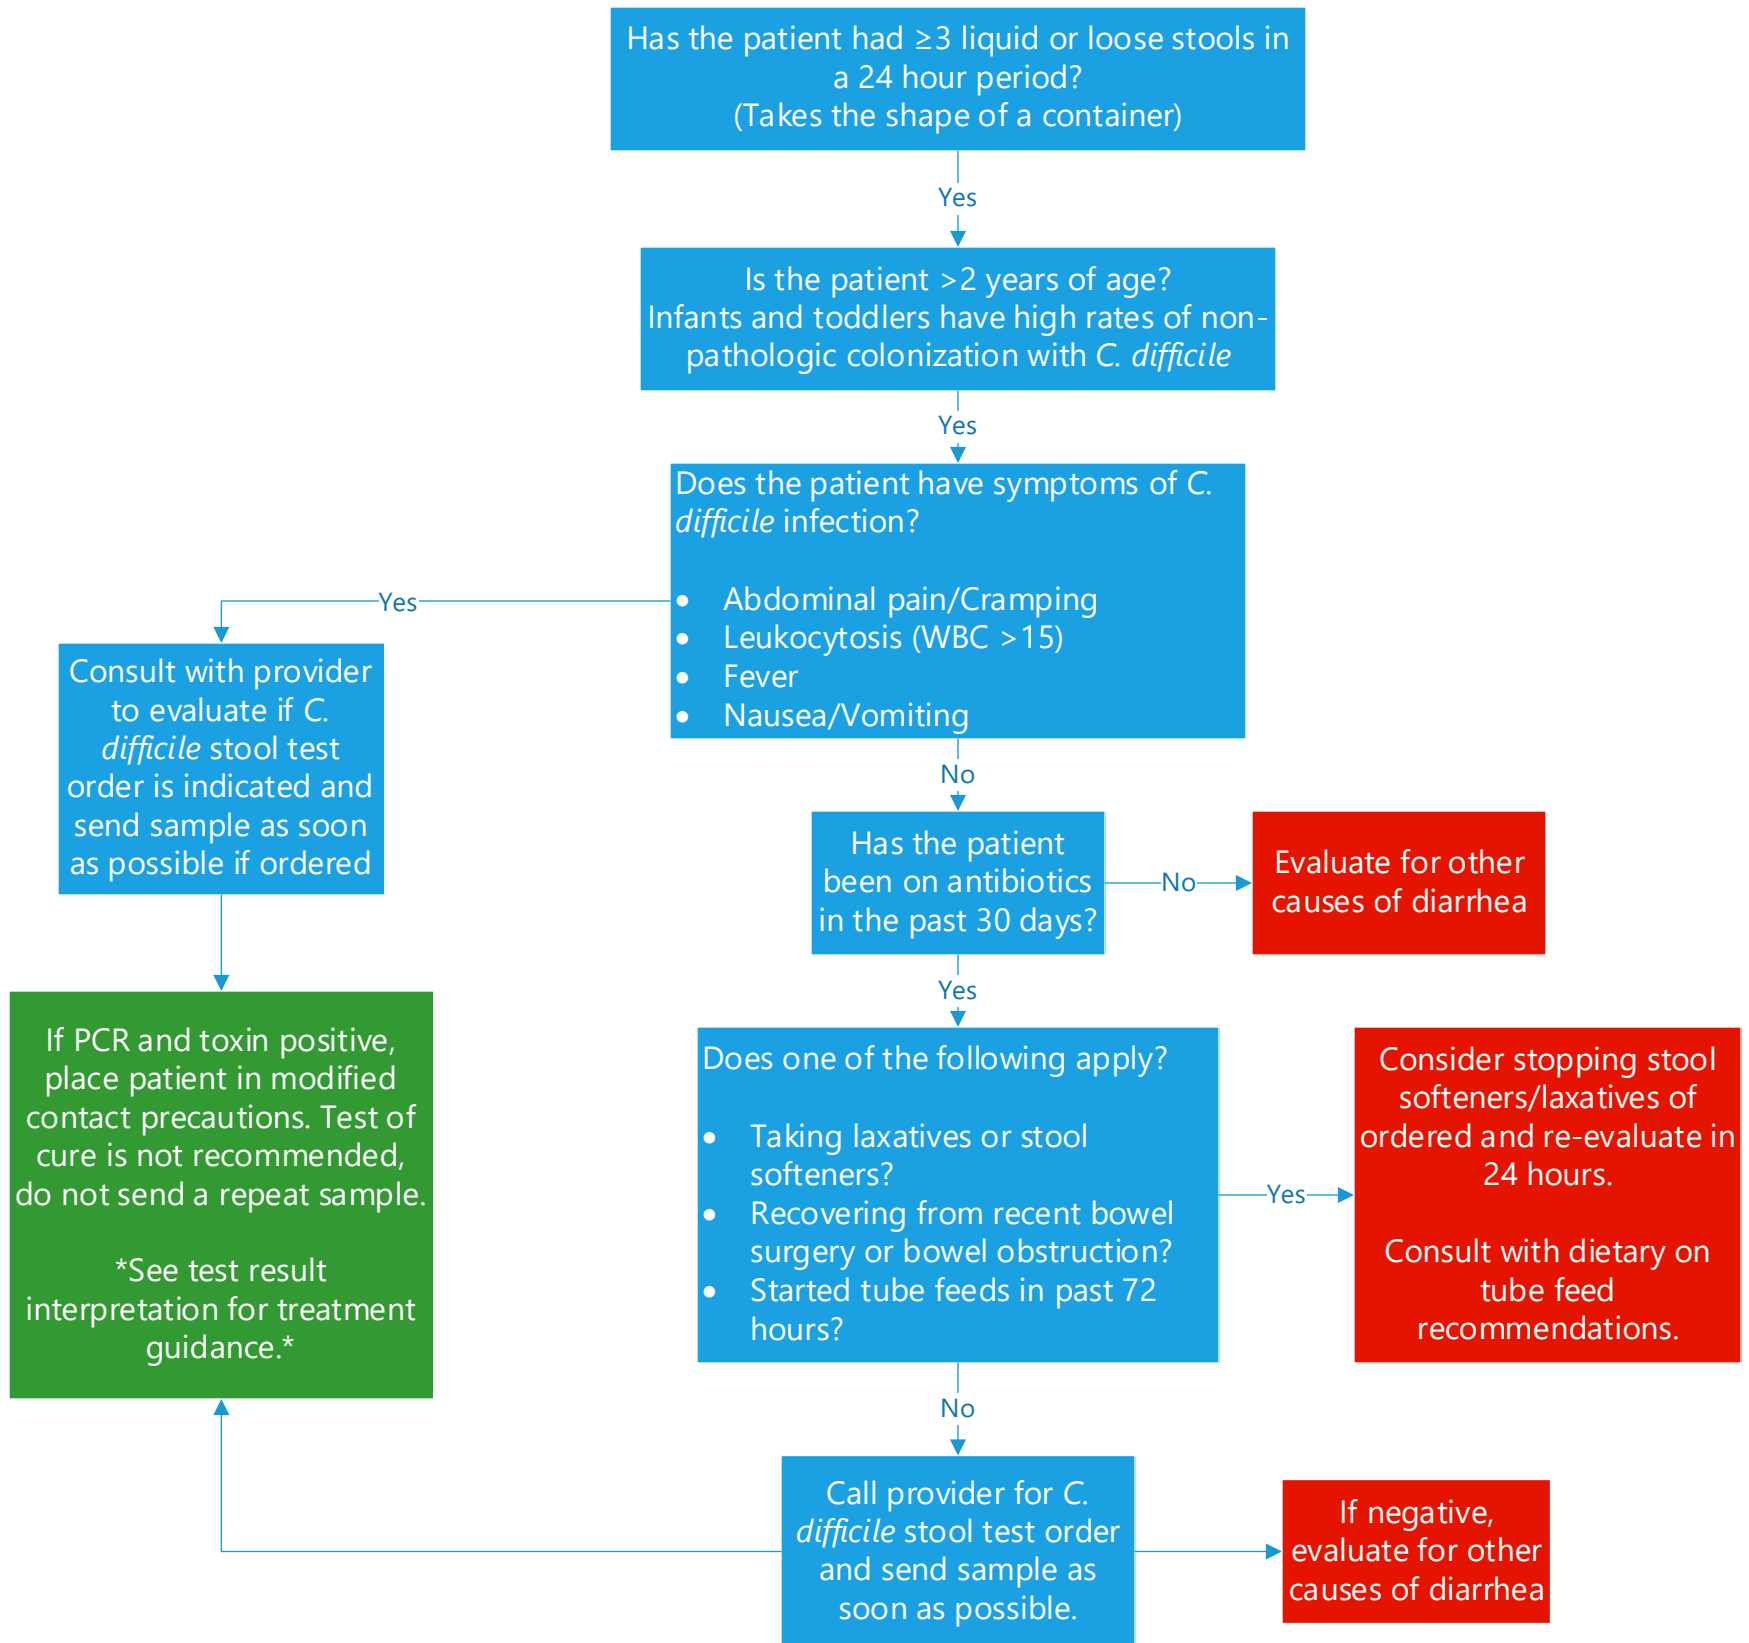 Has the patient had ≥3 liquid or loose stools in
a 24 hour period?
(Takes the shape of a container)
Yes
Is the patient >2 years of age?
Infants and toddlers have high rates of non-
pathologic colonization with C. difficile
Yes
Does the patient have symptoms of C.
difficile infection?
• Abdominal pain/Cramping
• Leukocytosis (WBC >15)
• Fever
• Nausea/Vomiting
Yes
Consult with provider
to evaluate if C.
difficile stool test
order is indicated and
send sample as soon
as possible if ordered
No
Has the patient
been on antibiotics
in the past 30 days?
No
Evaluate for other
causes of diarrhea
Yes
If PCR and toxin positive,
place patient in modified
contact precautions. Test of
cure is not recommended,
do not send a repeat sample.
*See test result
interpretation for treatment
guidance.*
Does one of the following apply?
• Taking laxatives or stool
softeners?
• Recovering from recent bowel
surgery or bowel obstruction?
• Started tube feeds in past 72
hours?
Yes
Consider stopping stool
softeners/laxatives of
ordered and re-evaluate in
24 hours.
Consult with dietary on
tube feed
recommendations.
No
Call provider for C.
difficile stool test order
and send sample as
soon as possible.
If negative,
evaluate for other
causes of diarrhea